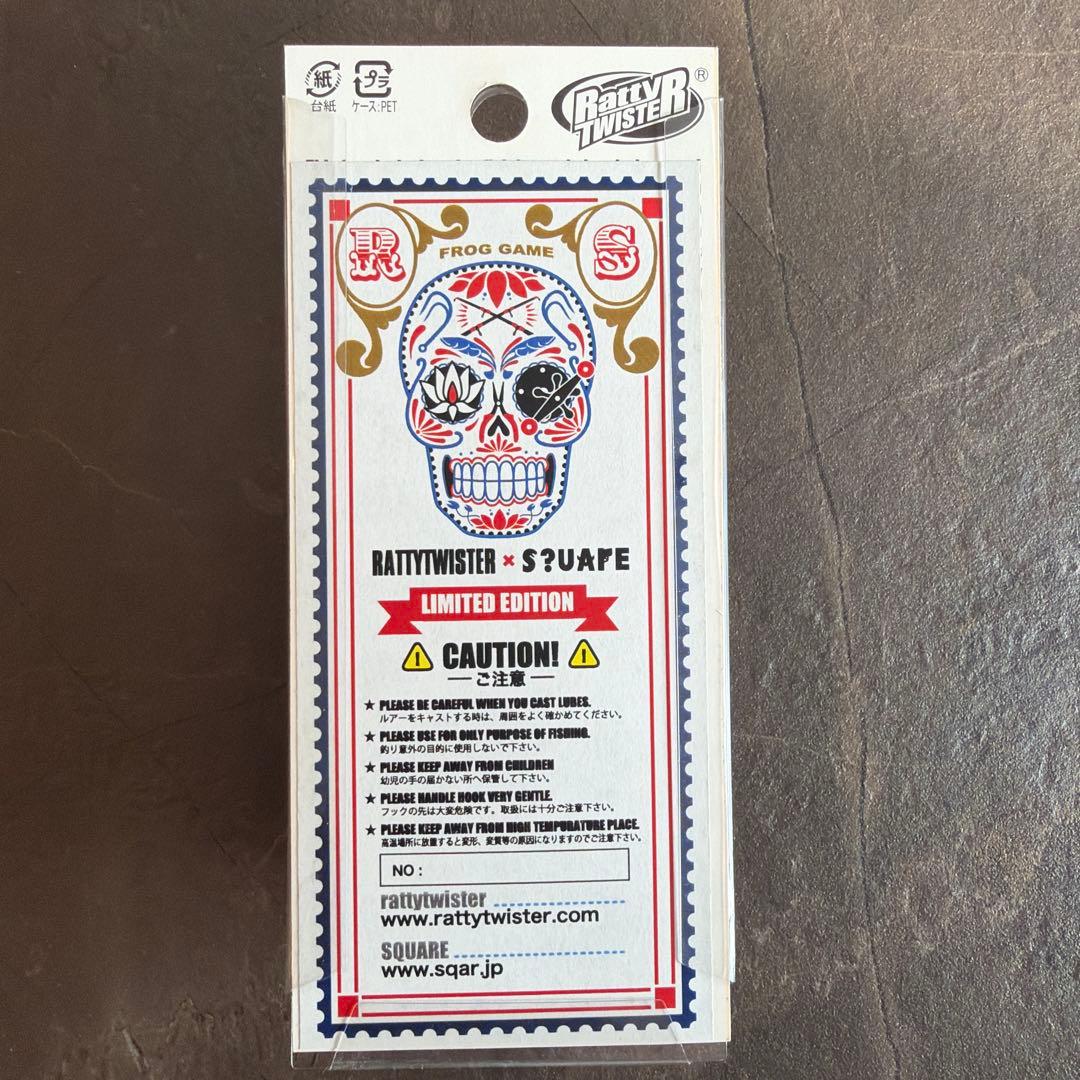 紙
台紙
プラ
ケース:PET
Ratty R
TWISTER
®
R
FROG GAME
S
RATTYTWISTER × S?UARE
LIMITED EDITION
CAUTION!
ご注意
★ PLEASE BE CAREFUL WHEN YOU CAST LURES.
ルアーをキャストする時は、周囲をよく確かめてください。
★ PLEASE USE FOR ONLY PURPOSE OF FISHING.
釣り意外の目的に使用しないで下さい。
★ PLEASE KEEP AWAY FROM CHILDREN
幼児の手の届かない所へ保管して下さい。
★ PLEASE HANDLE HOOK VERY GENTLE.
フックの先は大変危険です。取扱には十分ご注意下さい。
★ PLEASE KEEP AWAY FROM HIGH TEMPURATURE PLACE.
高温場所に放置すると変形、変質等の原因になりますのでご注意下さい。
NO :
rattytwister
www.rattytwister.com
SQUARE
www.sqar.jp